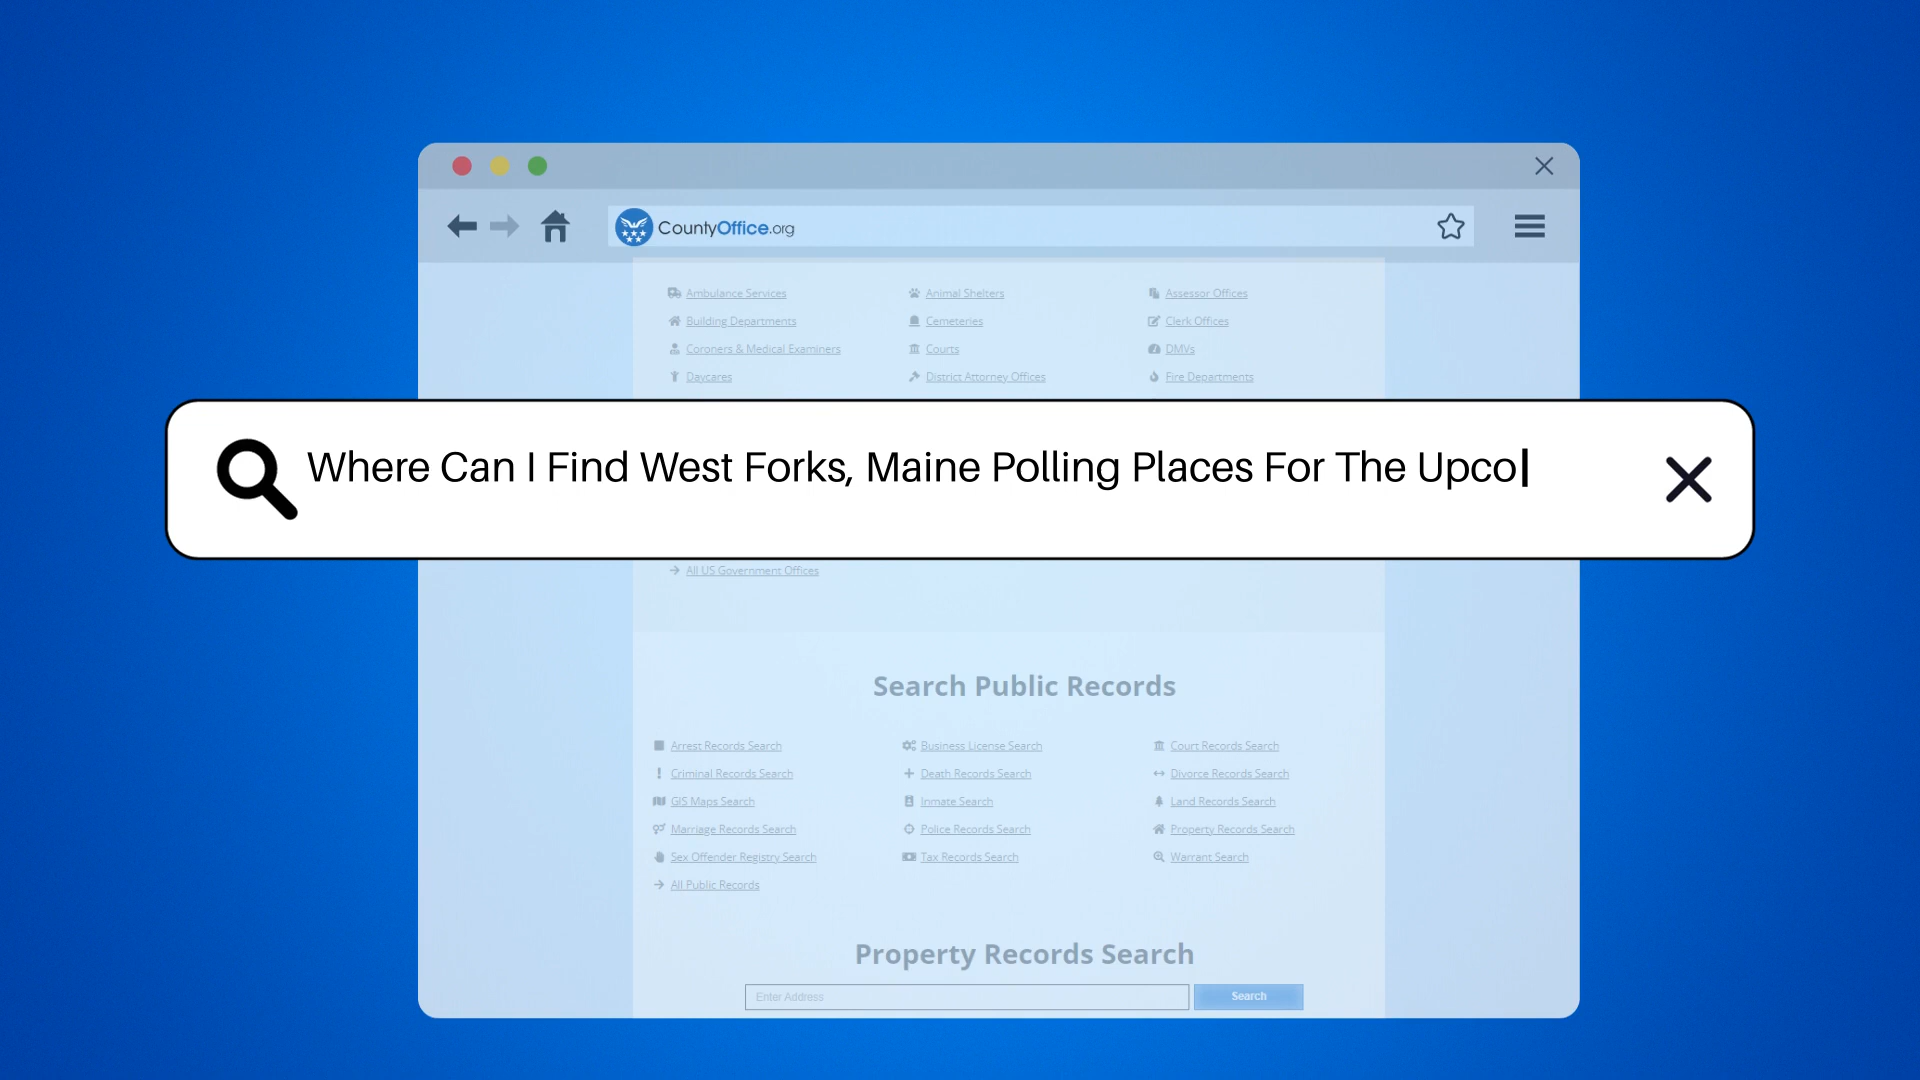 CountyOffice.org
Ambulance Services Animal Shelters Assessor Offices
Building Departments Cemeteries Clerk Offices
Coroners & Medical Examiners Courts DMVs
Daycares District Attorney Offices Fire Departments
Where Can I Find West Forks, Maine Polling Places For The Upco
All US Government Offices
Search Public Records
Arrest Records Search Business License Search Court Records Search
Criminal Records Search Death Records Search Divorce Records Search
GIS Maps Search Inmate Search Land Records Search
Marriage Records Search Police Records Search Property Records Search
Sex Offender Registry Search Tax Records Search Warrant Search
All Public Records
Property Records Search
Enter Address Search